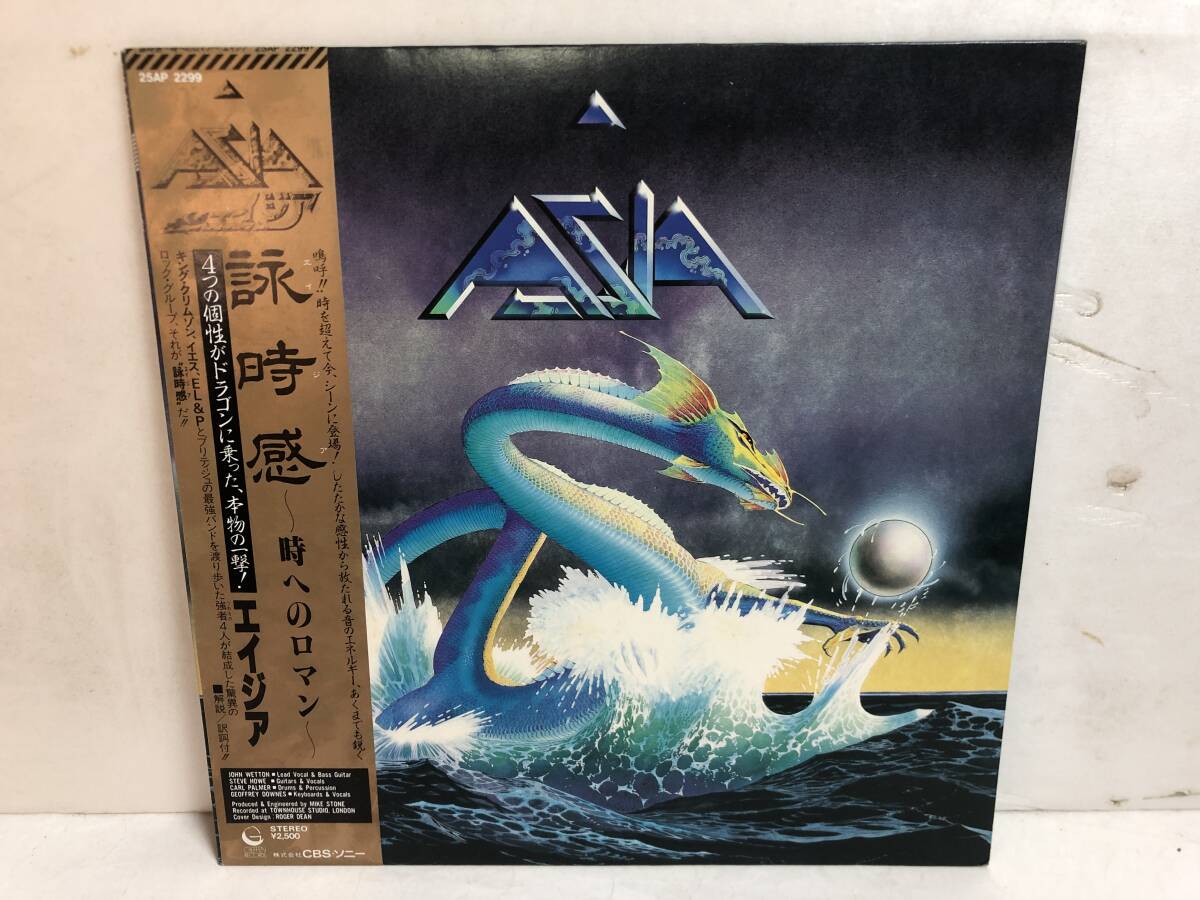 25AP 2299
25AP 2299
ASIA
エイジア
ASIA
嗚呼!!時を超えて今、シーンに登場!したたかな感性から放たれる音のエネルギー、あくまでも鋭く
詠時感〜時へのロマン〜
エイジア
4つの個性がドラゴンに乗った、本物の一撃!
エイジア
キング・クリムゾン、イエス、EL&Pとブリティシュの最強バンドを渡り歩いた強者4人が結成した驚異の
ロック・グループ、それが“詠時感”だ!!
■解説/訳詞付!!
JOHN WETTON ■ Lead Vocal & Bass Guitar
STEVE HOWE ■ Guitars & Vocals
CARL PALMER ■ Drums & Percussion
GEOFFREY DOWNES ■ Keyboards & Vocals
Produced & Engineered by MIKE STONE
Recorded at TOWNHOUSE STUDIO, LONDON
Cover Design: ROGER DEAN
STEREO
¥2,500
株式会社CBS・ソニー